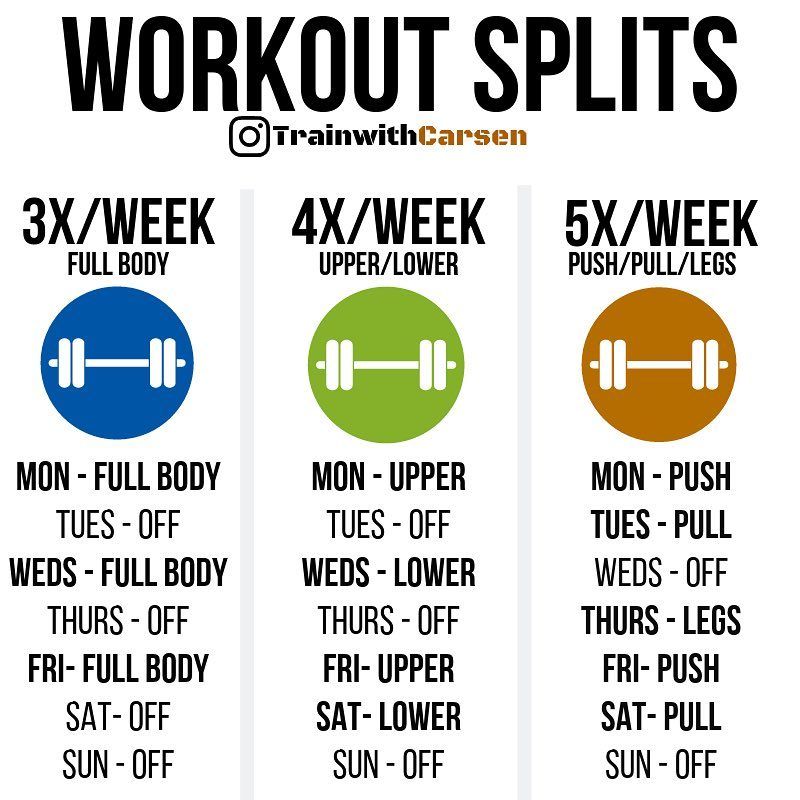 WORKOUT SPLITS
TrainwithCarsen
3X/WEEK
FULL BODY
MON - FULL BODY
TUES - OFF
WEDS - FULL BODY
THURS - OFF
FRI- FULL BODY
SAT- OFF
SUN - OFF
4X/WEEK
UPPER/LOWER
MON - UPPER
TUES - OFF
WEDS - LOWER
THURS - OFF
FRI- UPPER
SAT- LOWER
SUN - OFF
5X/WEEK
PUSH/PULL/LEGS
MON - PUSH
TUES - PULL
WEDS - OFF
THURS - LEGS
FRI- PUSH
SAT- PULL
SUN - OFF